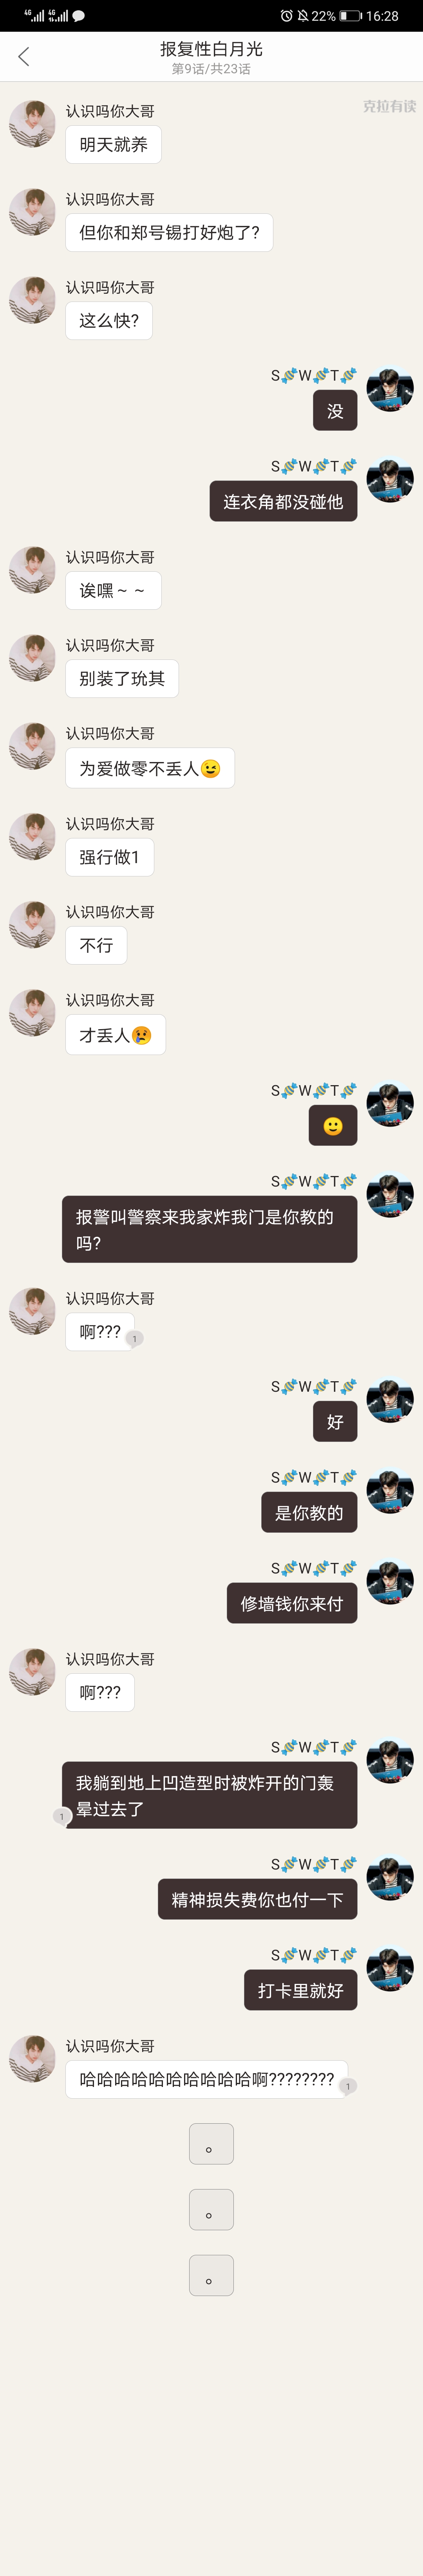 4G 4G 22% 16:28
报复性白月光
第9话/共23话
克拉有读
认识吗你大哥
明天就养
认识吗你大哥
但你和郑号锡打好炮了?
认识吗你大哥
这么快?
S🐝W🐝T🐝
没
S🐝W🐝T🐝
连衣角都没碰他
认识吗你大哥
诶嘿~ ~
认识吗你大哥
别装了玧其
认识吗你大哥
为爱做零不丢人😉
认识吗你大哥
强行做1
认识吗你大哥
不行
认识吗你大哥
才丢人😢
S🐝W🐝T🐝
🙂
S🐝W🐝T🐝
报警叫警察来我家炸我门是你教的
吗?
认识吗你大哥
啊???
1
S🐝W🐝T🐝
好
S🐝W🐝T🐝
是你教的
S🐝W🐝T🐝
修墙钱你来付
认识吗你大哥
啊???
S🐝W🐝T🐝
我躺到地上凹造型时被炸开的门轰
晕过去了
1
S🐝W🐝T🐝
精神损失费你也付一下
S🐝W🐝T🐝
打卡里就好
认识吗你大哥
哈哈哈哈哈哈哈哈哈哈啊????????
1
。
。
。